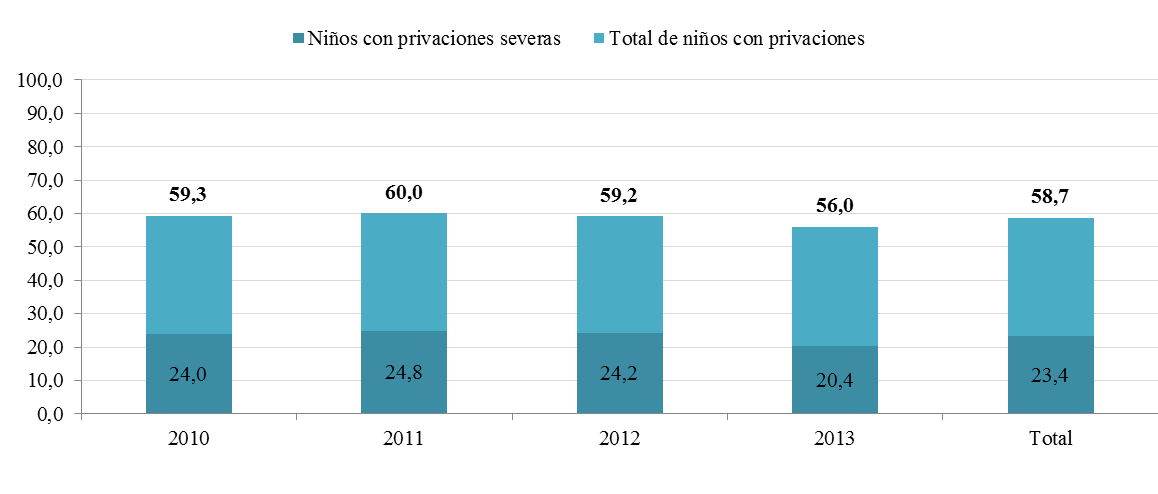 Niños con privaciones severas Total de niños con privaciones
100,0
90,0
80,0
70,0
60,0
50,0
40,0
30,0
20,0
10,0
0,0
59,3 60,0 59,2 56,0 58,7
24,0 24,8 24,2 20,4 23,4
2010 2011 2012 2013 Total